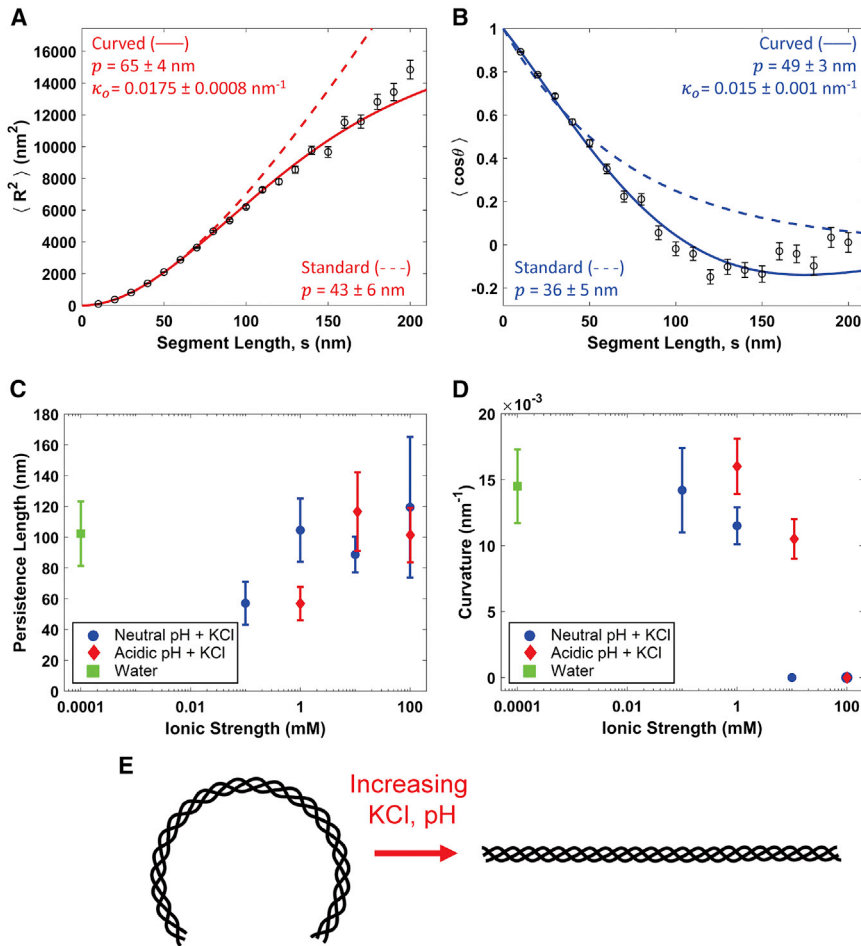 A
Curved (——)
p = 65 ± 4 nm
κo = 0.0175 ± 0.0008 nm-1
Standard (- - -)
p = 43 ± 6 nm
⟨ R2 ⟩ (nm2)
16000
14000
12000
10000
8000
6000
4000
2000
0
0 50 100 150 200
Segment Length, s (nm)
B
Curved (——)
p = 49 ± 3 nm
κo = 0.015 ± 0.001 nm-1
Standard (- - -)
p = 36 ± 5 nm
⟨ cosθ ⟩
1
0.8
0.6
0.4
0.2
0
-0.2
0 50 100 150 200
Segment Length, s (nm)
C
Persistence Length (nm)
180
160
140
120
100
80
60
40
20
0
Neutral pH + KCl
Acidic pH + KCl
Water
0.0001 0.01 1 100
Ionic Strength (mM)
D
× 10-3
Curvature (nm-1)
20
15
10
5
0
Neutral pH + KCl
Acidic pH + KCl
Water
0.0001 0.01 1 100
Ionic Strength (mM)
E
Increasing
KCl, pH